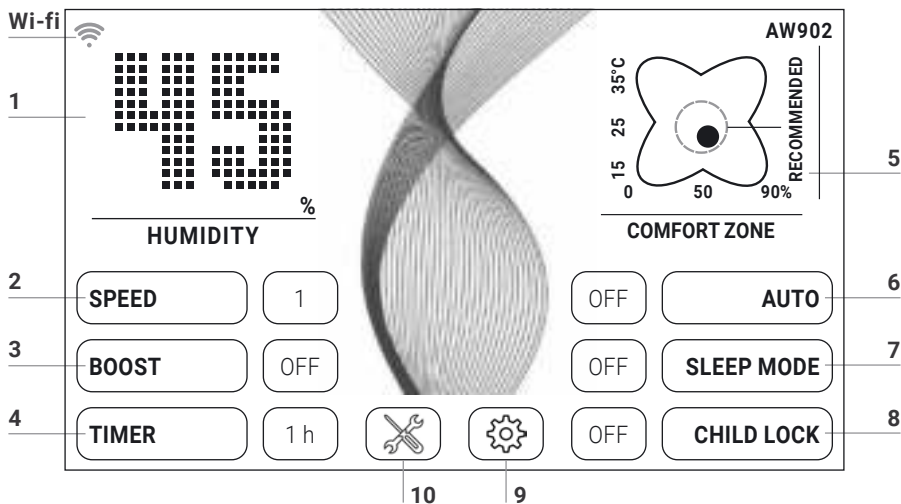 Wi-fi
AW902
1
45
%
HUMIDITY
35°C
25
15
0 50 90%
RECOMMENDED
5
COMFORT ZONE
2
SPEED 1
OFF AUTO
6
3
BOOST OFF
OFF SLEEP MODE
7
4
TIMER 1 h
OFF CHILD LOCK
8
10
9